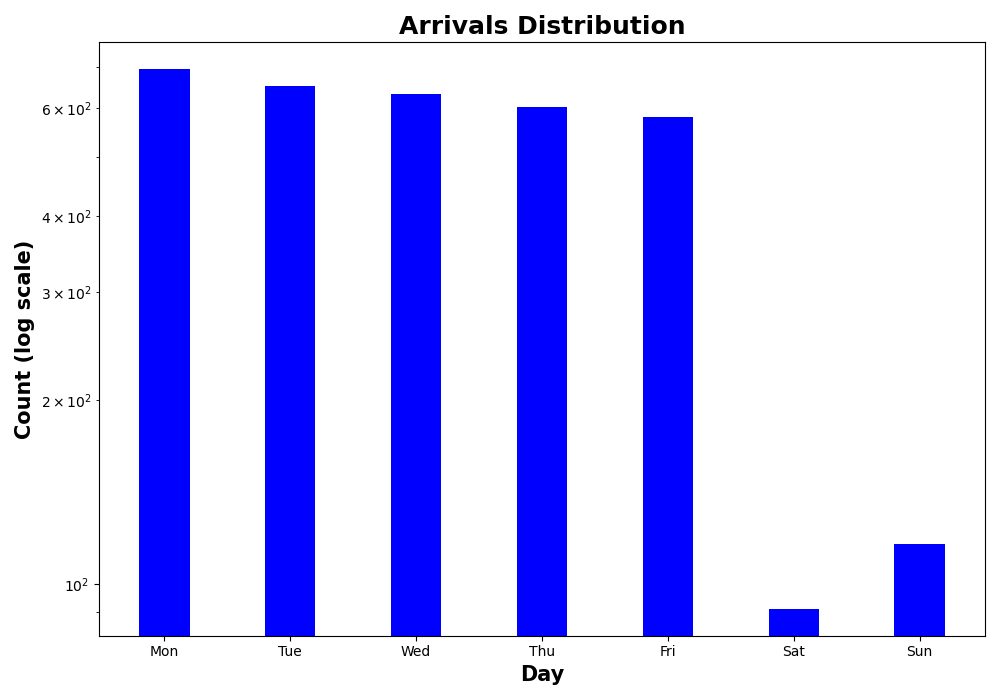 Arrivals Distribution
Count (log scale)
6 × 10²
4 × 10²
3 × 10²
2 × 10²
10²
Mon Tue Wed Thu Fri Sat Sun
Day